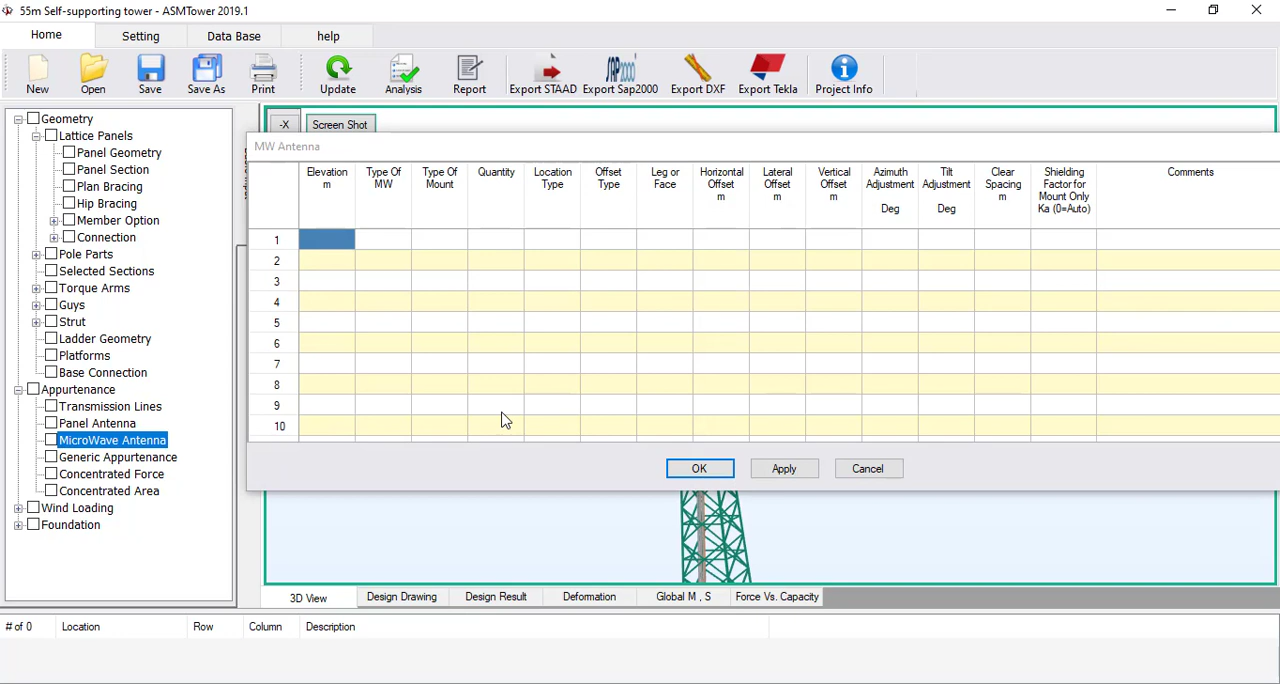 55m Self-supporting tower - ASMTower 2019.1
Home Setting Data Base help
New Open Save Save As Print Update Analysis Report Export STAAD Export Sap2000 Export DXF Export Tekla Project Info
Geometry
Lattice Panels
Panel Geometry
Panel Section
Plan Bracing
Hip Bracing
Member Option
Connection
Pole Parts
Selected Sections
Torque Arms
Guys
Strut
Ladder Geometry
Platforms
Base Connection
Appurtenance
Transmission Lines
Panel Antenna
MicroWave Antenna
Generic Appurtenance
Concentrated Force
Concentrated Area
Wind Loading
Foundation
-X Screen Shot
MW Antenna
Elevation m
Type Of MW
Type Of Mount
Quantity
Location Type
Offset Type
Leg or Face
Horizontal Offset m
Lateral Offset m
Vertical Offset m
Azimuth Adjustment Deg
Tilt Adjustment Deg
Clear Spacing m
Shielding Factor for Mount Only Ka (0=Auto)
Comments
1
2
3
4
5
6
7
8
9
10
OK Apply Cancel
3D View Design Drawing Design Result Deformation Global M , S Force Vs. Capacity
# of 0 Location Row Column Description